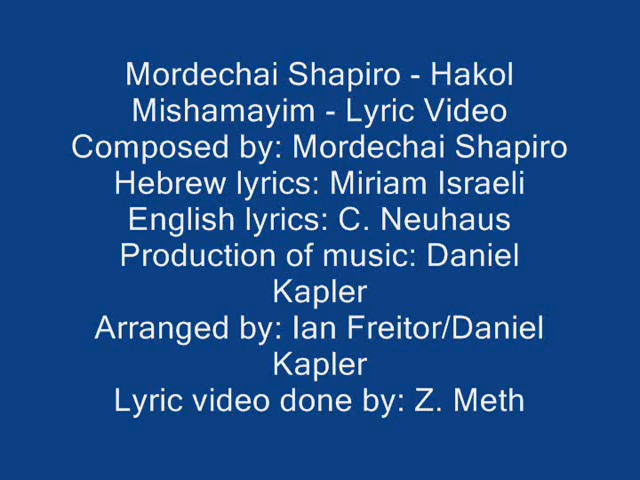 Mordechai Shapiro - Hakol
Mishamayim - Lyric Video
Composed by: Mordechai Shapiro
Hebrew lyrics: Miriam Israeli
English lyrics: C. Neuhaus
Production of music: Daniel
Kapler
Arranged by: Ian Freitor/Daniel
Kapler
Lyric video done by: Z. Meth